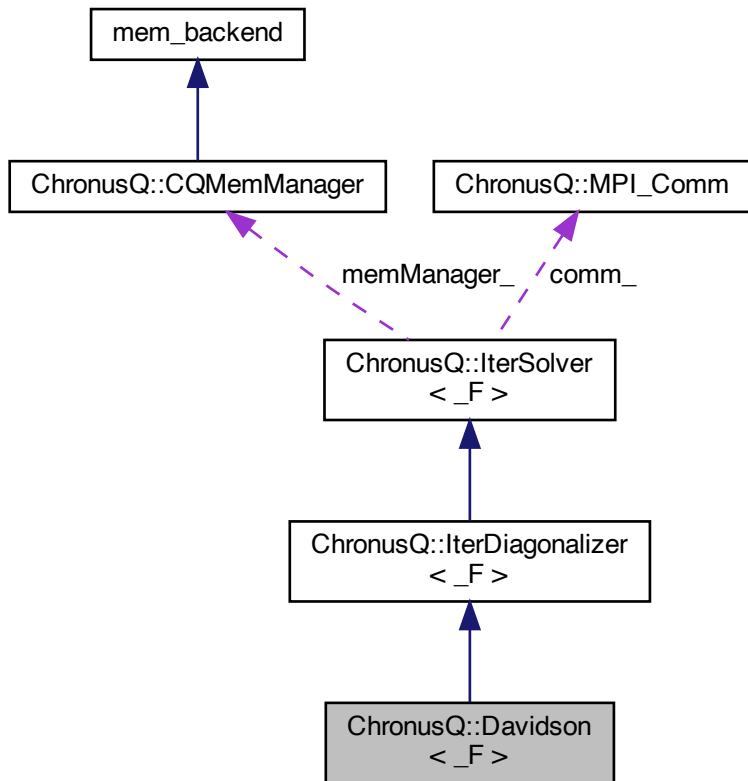 mem_backend
ChronusQ::CQMemManager
ChronusQ::MPI_Comm
memManager_
comm_
ChronusQ::IterSolver
< _F >
ChronusQ::IterDiagonalizer
< _F >
ChronusQ::Davidson
< _F >